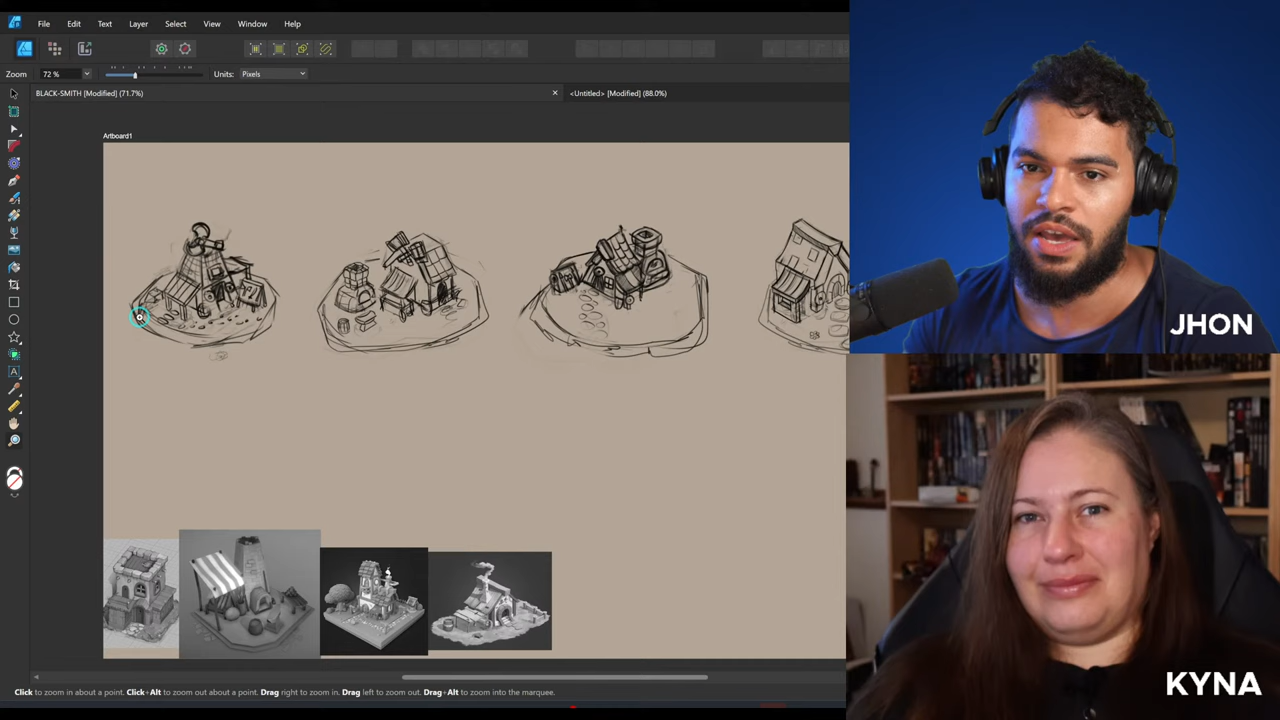 File Edit Text Layer Select View Window Help
Zoom 72 % Units: Pixels
BLACK-SMITH [Modified] (71.7%) <Untitled> [Modified] (88.0%)
Artboard1
JHON
KYNA
Click to zoom in about a point. Click+Alt to zoom out about a point. Drag right to zoom in. Drag left to zoom out. Drag+Alt to zoom into the marquee.